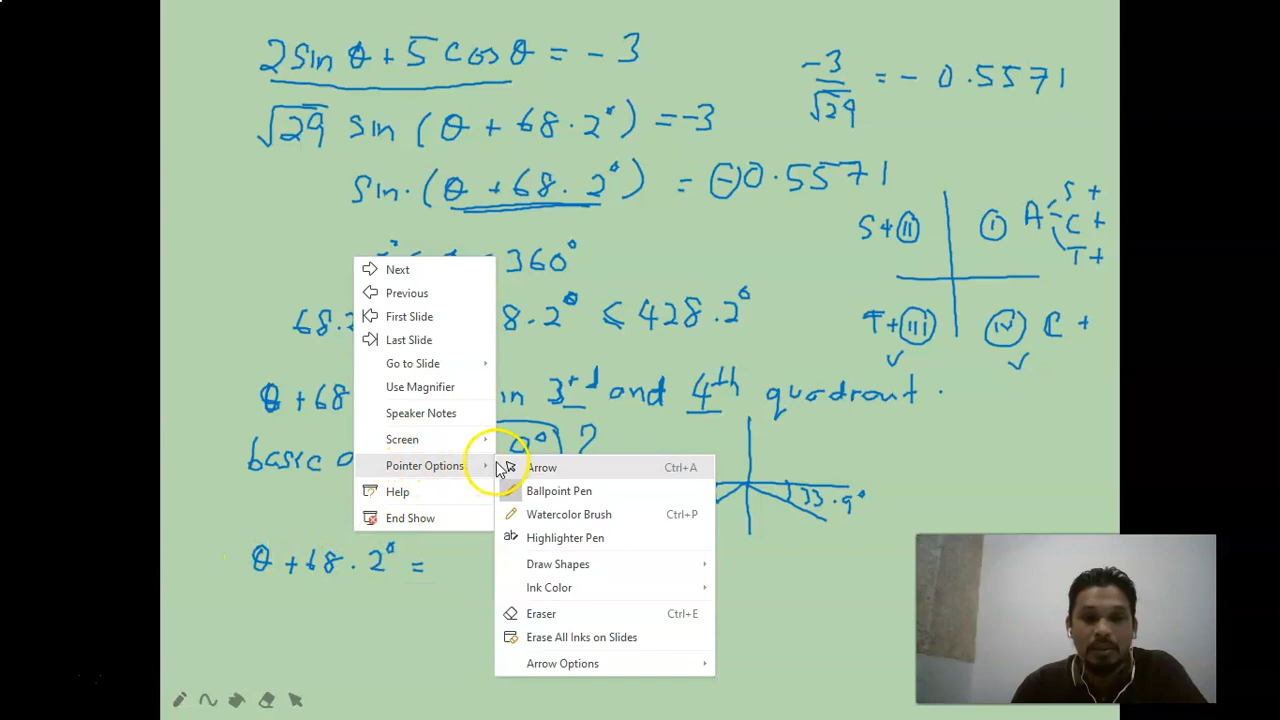 2 sin θ + 5 cos θ = - 3
-3/√29 = - 0.5571
√29 sin (θ + 68.2°) = -3
sin. (θ + 68.2°) = -0.5571
S+ II
I A S + C + T+
T+ III ✓
IV C + ✓
360°
68.2 8.2° ≤ 428.2°
θ + 68 in 3rd and 4th quadrant.
basic 9° ?
33.9°
θ + 68.2° =
Next
Previous
First Slide
Last Slide
Go to Slide
Use Magnifier
Speaker Notes
Screen
Pointer Options
Help
End Show
Arrow Ctrl+A
Ballpoint Pen
Watercolor Brush Ctrl+P
Highlighter Pen
Draw Shapes
Ink Color
Eraser Ctrl+E
Erase All Inks on Slides
Arrow Options